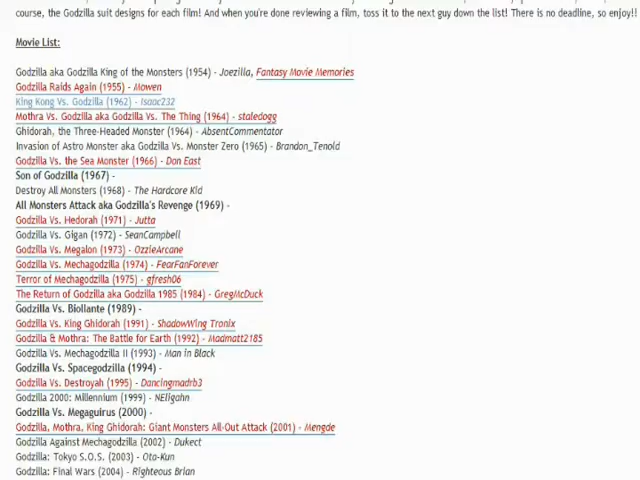 course, the Godzilla suit designs for each film! And when you're done reviewing a film, toss it to the next guy down the list! There is no deadline, so enjoy!!
Movie List:
Godzilla aka Godzilla King of the Monsters (1954) - Joezilla, Fantasy Movie Memories
Godzilla Raids Again (1955) - Mowen
King Kong Vs. Godzilla (1962) - Isaac232
Mothra Vs. Godzilla aka Godzilla Vs. The Thing (1964) - staledogg
Ghidorah, the Three-Headed Monster (1964) - AbsentCommentator
Invasion of Astro Monster aka Godzilla Vs. Monster Zero (1965) - Brandon_Tenold
Godzilla Vs. the Sea Monster (1966) - Don East
Son of Godzilla (1967) -
Destroy All Monsters (1968) - The Hardcore Kid
All Monsters Attack aka Godzilla's Revenge (1969) -
Godzilla Vs. Hedorah (1971) - Jutta
Godzilla Vs. Gigan (1972) - SeanCampbell
Godzilla Vs. Megalon (1973) - OzzieArcane
Godzilla Vs. Mechagodzilla (1974) - FearFanForever
Terror of Mechagodzilla (1975) - gfresh06
The Return of Godzilla aka Godzilla 1985 (1984) - GregMcDuck
Godzilla Vs. Biollante (1989) -
Godzilla Vs. King Ghidorah (1991) - ShadowWing Tronix
Godzilla & Mothra: The Battle for Earth (1992) - Madmatt2185
Godzilla Vs. Mechagodzilla II (1993) - Man in Black
Godzilla Vs. Spacegodzilla (1994) -
Godzilla Vs. Destroyah (1995) - Dancingmadrb3
Godzilla 2000: Millennium (1999) - NEligahn
Godzilla Vs. Megaguirus (2000) -
Godzilla, Mothra, King Ghidorah: Giant Monsters All-Out Attack (2001) - Mengde
Godzilla Against Mechagodzilla (2002) - Dukect
Godzilla: Tokyo S.O.S. (2003) - Ota-Kun
Godzilla: Final Wars (2004) - Righteous Brian